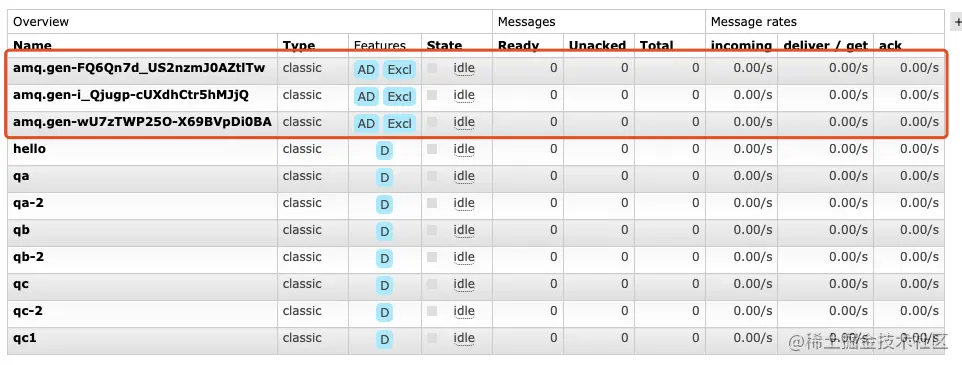 Overview Messages Message rates +
Name Type Features State Ready Unacked Total incoming deliver / get ack
amq.gen-FQ6Qn7d_US2nzmJ0AZtlTw classic AD Excl idle 0 0 0 0.00/s 0.00/s 0.00/s
amq.gen-i_Qjugp-cUXdhCtr5hMJjQ classic AD Excl idle 0 0 0 0.00/s 0.00/s 0.00/s
amq.gen-wU7zTWP25O-X69BVpDi0BA classic AD Excl idle 0 0 0 0.00/s 0.00/s 0.00/s
hello classic D idle 0 0 0 0.00/s 0.00/s 0.00/s
qa classic D idle 0 0 0 0.00/s 0.00/s 0.00/s
qa-2 classic D idle 0 0 0 0.00/s 0.00/s 0.00/s
qb classic D idle 0 0 0 0.00/s 0.00/s 0.00/s
qb-2 classic D idle 0 0 0 0.00/s 0.00/s 0.00/s
qc classic D idle 0 0 0 0.00/s 0.00/s 0.00/s
qc-2 classic D idle 0 0 0 0.00/s 0.00/s 0.00/s
qc1 classic D idle 0 0 0 0.00/s 0.00/s 0.00/s
@稀土掘金技术社区